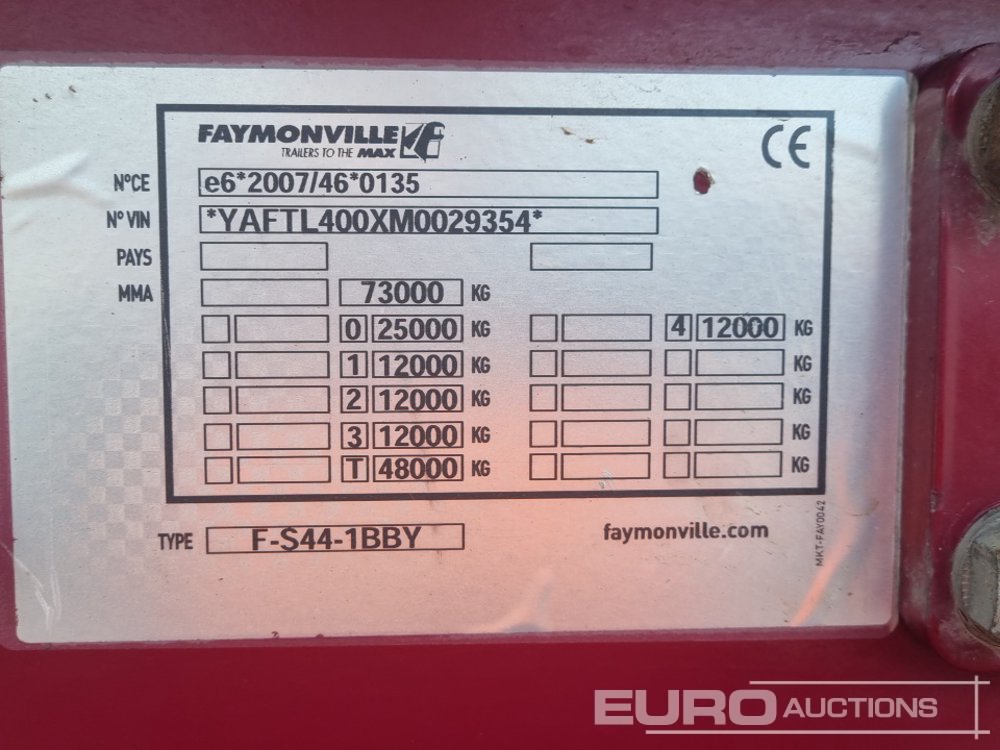 FAYMONVILLE
TRAILERS TO THE MAX
CE
N°CE e6*2007/46*0135
N° VIN *YAFTL400XM0029354*
PAYS
MMA 73000 KG
0 25000 KG 4 12000 KG
1 12000 KG KG
2 12000 KG KG
3 12000 KG KG
T 48000 KG KG
TYPE F-S44-1BBY
faymonville.com
MKT-FAY0042
EURO AUCTIONS